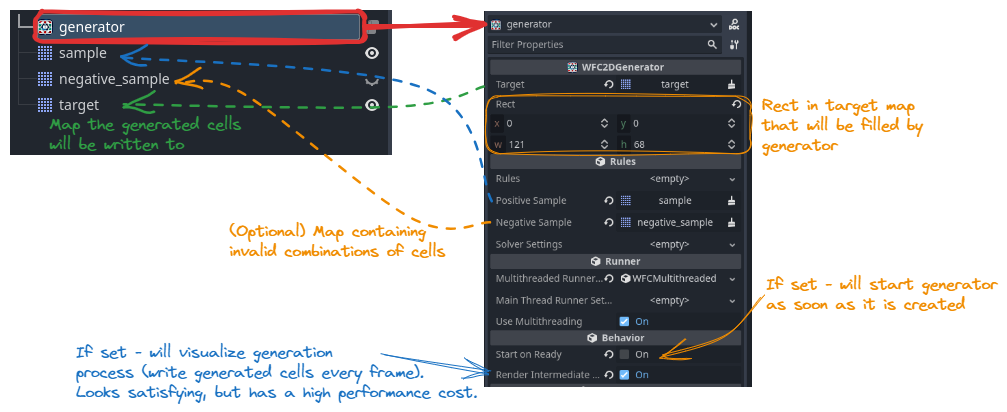 generator
sample
negative_sample
target
Map the generated cells
will be written to
generator
DOC
Filter Properties
WFC2DGenerator
Target target
Rect
x 0 y 0
w 121 h 68
Rules
Rules <empty>
Positive Sample sample
Negative Sample negative_sample
Solver Settings <empty>
Runner
Multithreaded Runner... WFCMultithreaded
Main Thread Runner Set... <empty>
Use Multithreading On
Behavior
Start on Ready On
Render Intermediate ... On
Rect in target map
that will be filled by
generator
(Optional) Map containing
invalid combinations of cells
If set - will start generator
as soon as it is created
If set - will visualize generation
process (write generated cells every frame).
Looks satisfying, but has a high performance cost.